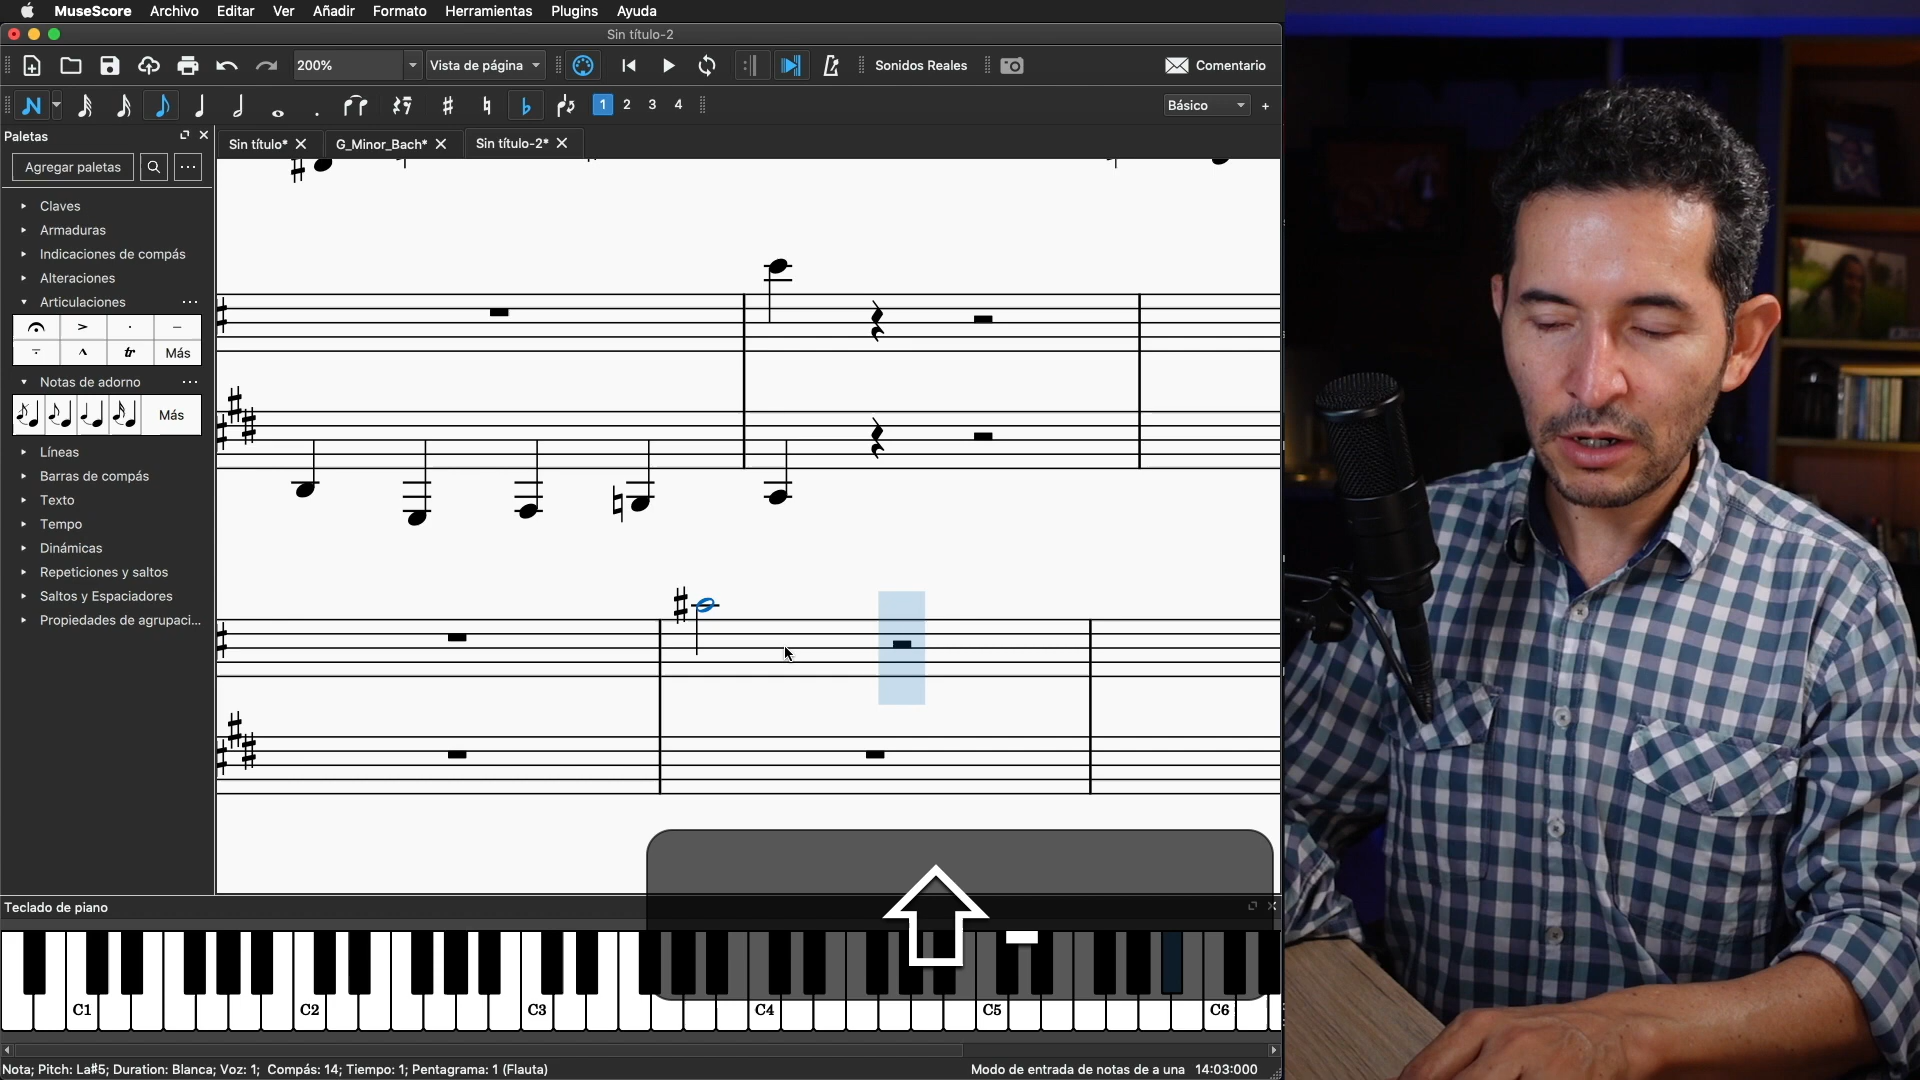 MuseScore Archivo Editar Ver Añadir Formato Herramientas Plugins Ayuda
Sin título-2
200% Vista de página Sonidos Reales Comentario
1 2 3 4 Básico +
Paletas
Sin título* G_Minor_Bach* Sin título-2*
Agregar paletas ...
Claves
Armaduras
Indicaciones de compás
Alteraciones
Articulaciones ...
tr Más
Notas de adorno ...
Más
Líneas
Barras de compás
Texto
Tempo
Dinámicas
Repeticiones y saltos
Saltos y Espaciadores
Propiedades de agrupaci...
Teclado de piano
C1 C2 C3 C4 C5 C6
Nota; Pitch: La#5; Duration: Blanca; Voz: 1; Compás: 14; Tiempo: 1; Pentagrama: 1 (Flauta) Modo de entrada de notas de a una 14:03:000